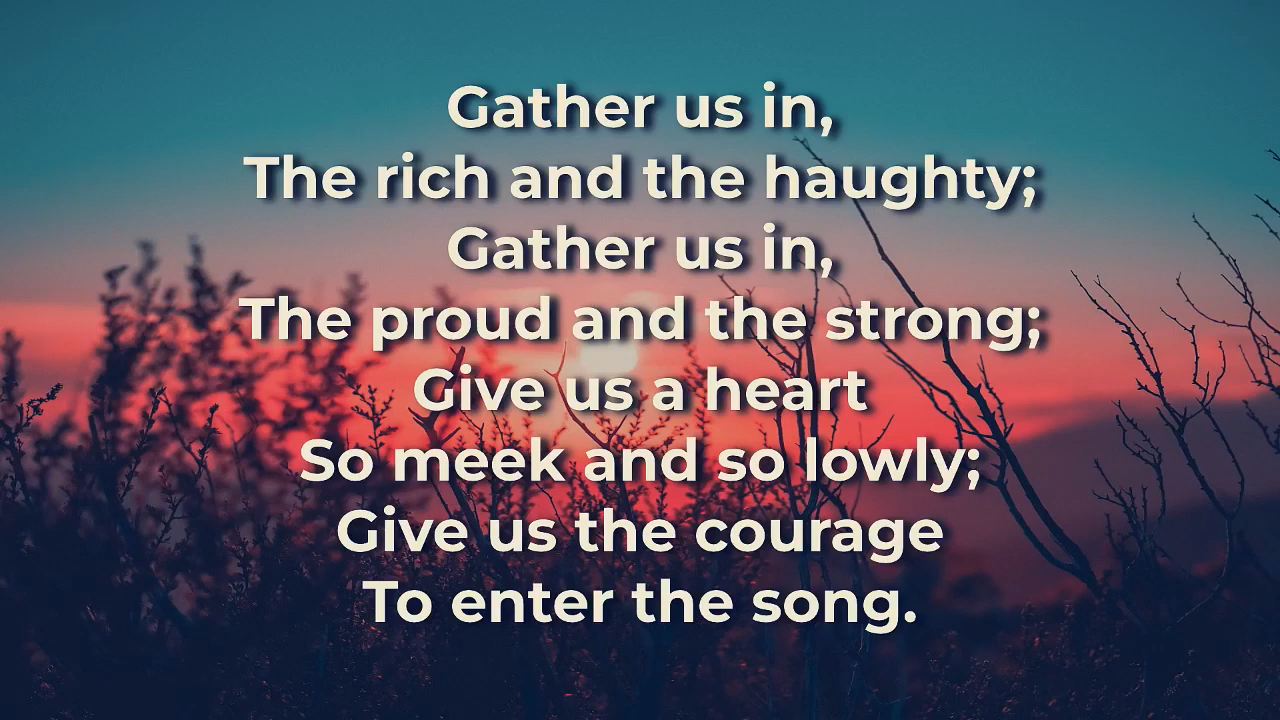 Gather us in,
The rich and the haughty;
Gather us in,
The proud and the strong;
Give us a heart
So meek and so lowly;
Give us the courage
To enter the song.